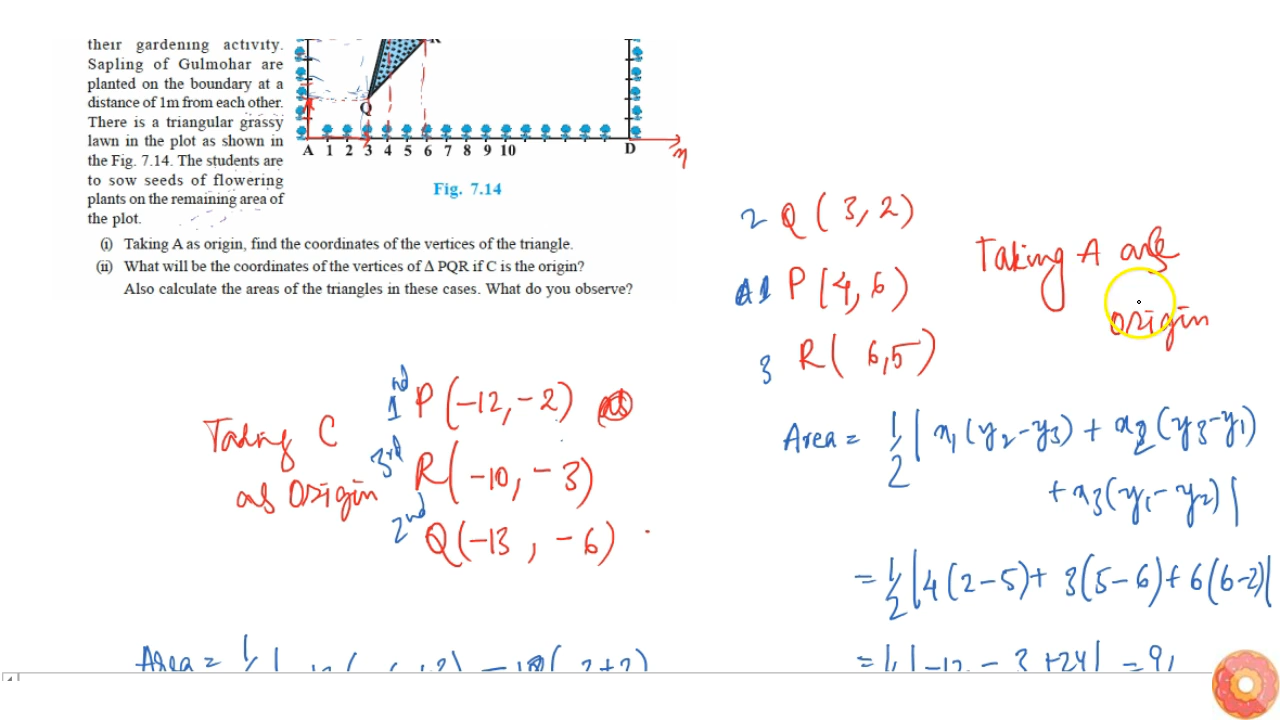 their gardening activity.
Sapling of Gulmohar are
planted on the boundary at a
distance of 1m from each other.
There is a triangular grassy
lawn in the plot as shown in
the Fig. 7.14. The students are
to sow seeds of flowering
plants on the remaining area of
the plot.
R
Q
A 1 2 3 4 5 6 7 8 9 10 D
Fig. 7.14
(i) Taking A as origin, find the coordinates of the vertices of the triangle.
(ii) What will be the coordinates of the vertices of Δ PQR if C is the origin?
Also calculate the areas of the triangles in these cases. What do you observe?
2 Q ( 3, 2 )
1 P ( 4, 6 )
3 R ( 6,5 )
Taking A
origin
Area = 1/2 | x1 (y2 - y3) + x2 (y3 - y1)
+ x3 (y1 - y2) |
= 1/2 | 4 (2 - 5) + 3 (5 - 6) + 6 (6 - 2) |
| -12 - 3 + 24 | = 9
Taking C
as origin
1 nd P (-12, -2)
3rd R ( -10, -3)
2nd Q (-13, -6)
Area =